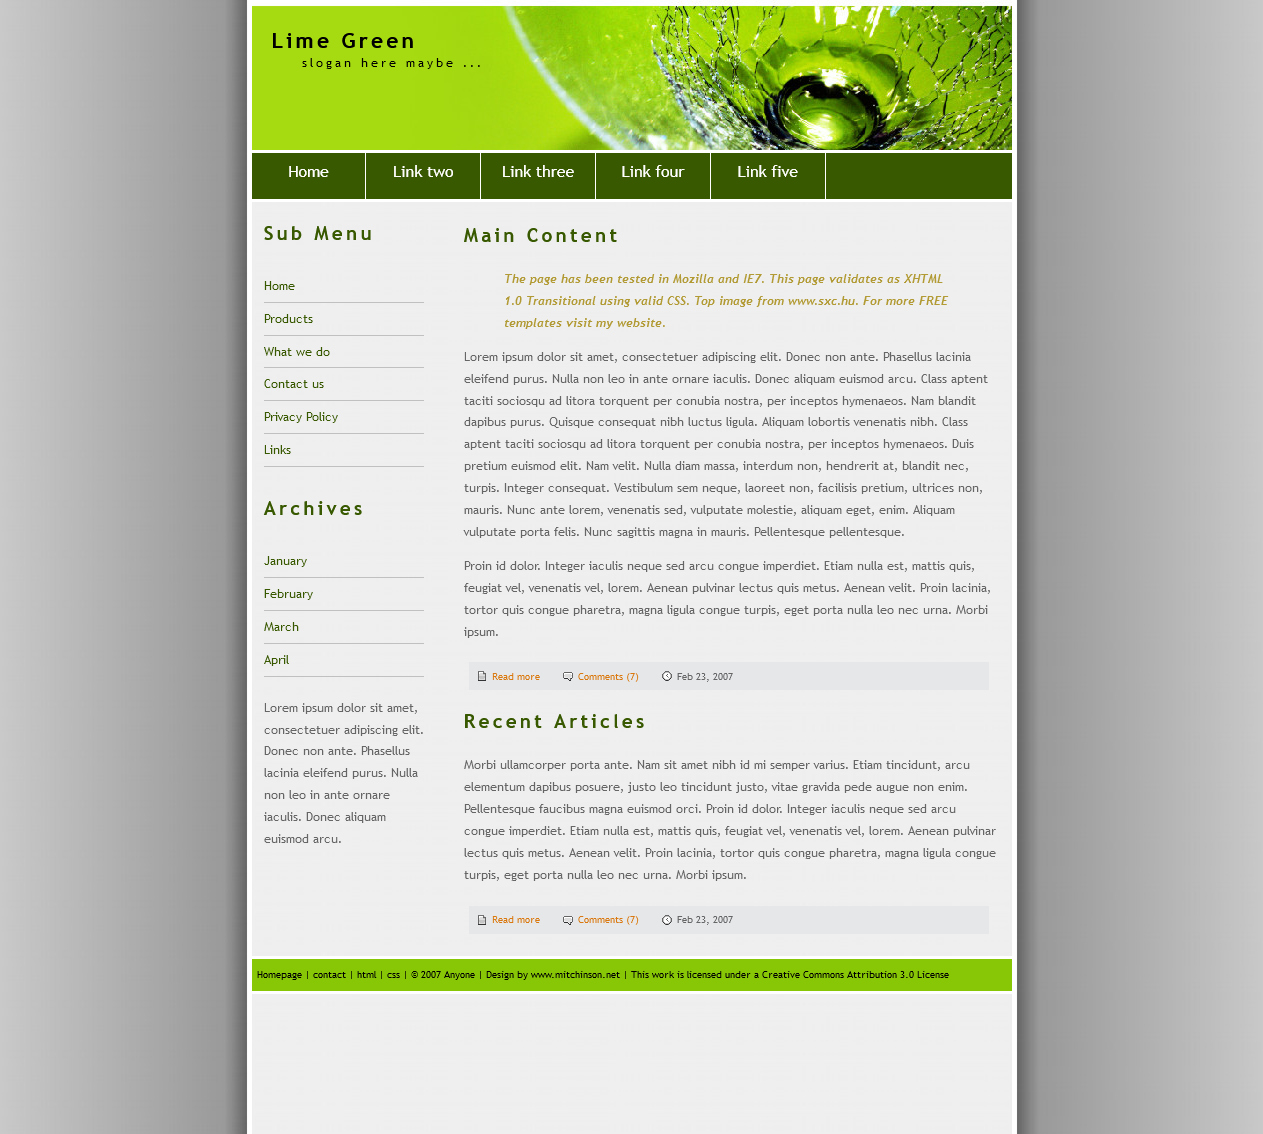 Lime Green
slogan here maybe ...
Home
Link two
Link three
Link four
Link five
Sub Menu
Home
Products
What we do
Contact us
Privacy Policy
Links
Archives
January
February
March
April
Lorem ipsum dolor sit amet,
consectetuer adipiscing elit.
Donec non ante. Phasellus
lacinia eleifend purus. Nulla
non leo in ante ornare
iaculis. Donec aliquam
euismod arcu.
Main Content
The page has been tested in Mozilla and IE7. This page validates as XHTML
1.0 Transitional using valid CSS. Top image from www.sxc.hu. For more FREE
templates visit my website.
Lorem ipsum dolor sit amet, consectetuer adipiscing elit. Donec non ante. Phasellus lacinia
eleifend purus. Nulla non leo in ante ornare iaculis. Donec aliquam euismod arcu. Class aptent
taciti sociosqu ad litora torquent per conubia nostra, per inceptos hymenaeos. Nam blandit
dapibus purus. Quisque consequat nibh luctus ligula. Aliquam lobortis venenatis nibh. Class
aptent taciti sociosqu ad litora torquent per conubia nostra, per inceptos hymenaeos. Duis
pretium euismod elit. Nam velit. Nulla diam massa, interdum non, hendrerit at, blandit nec,
turpis. Integer consequat. Vestibulum sem neque, laoreet non, facilisis pretium, ultrices non,
mauris. Nunc ante lorem, venenatis sed, vulputate molestie, aliquam eget, enim. Aliquam
vulputate porta felis. Nunc sagittis magna in mauris. Pellentesque pellentesque.
Proin id dolor. Integer iaculis neque sed arcu congue imperdiet. Etiam nulla est, mattis quis,
feugiat vel, venenatis vel, lorem. Aenean pulvinar lectus quis metus. Aenean velit. Proin lacinia,
tortor quis congue pharetra, magna ligula congue turpis, eget porta nulla leo nec urna. Morbi
ipsum.
Read more Comments (7) Feb 23, 2007
Recent Articles
Morbi ullamcorper porta ante. Nam sit amet nibh id mi semper varius. Etiam tincidunt, arcu
elementum dapibus posuere, justo leo tincidunt justo, vitae gravida pede augue non enim.
Pellentesque faucibus magna euismod orci. Proin id dolor. Integer iaculis neque sed arcu
congue imperdiet. Etiam nulla est, mattis quis, feugiat vel, venenatis vel, lorem. Aenean pulvinar
lectus quis metus. Aenean velit. Proin lacinia, tortor quis congue pharetra, magna ligula congue
turpis, eget porta nulla leo nec urna. Morbi ipsum.
Read more Comments (7) Feb 23, 2007
Homepage | contact | html | css | © 2007 Anyone | Design by www.mitchinson.net | This work is licensed under a Creative Commons Attribution 3.0 License